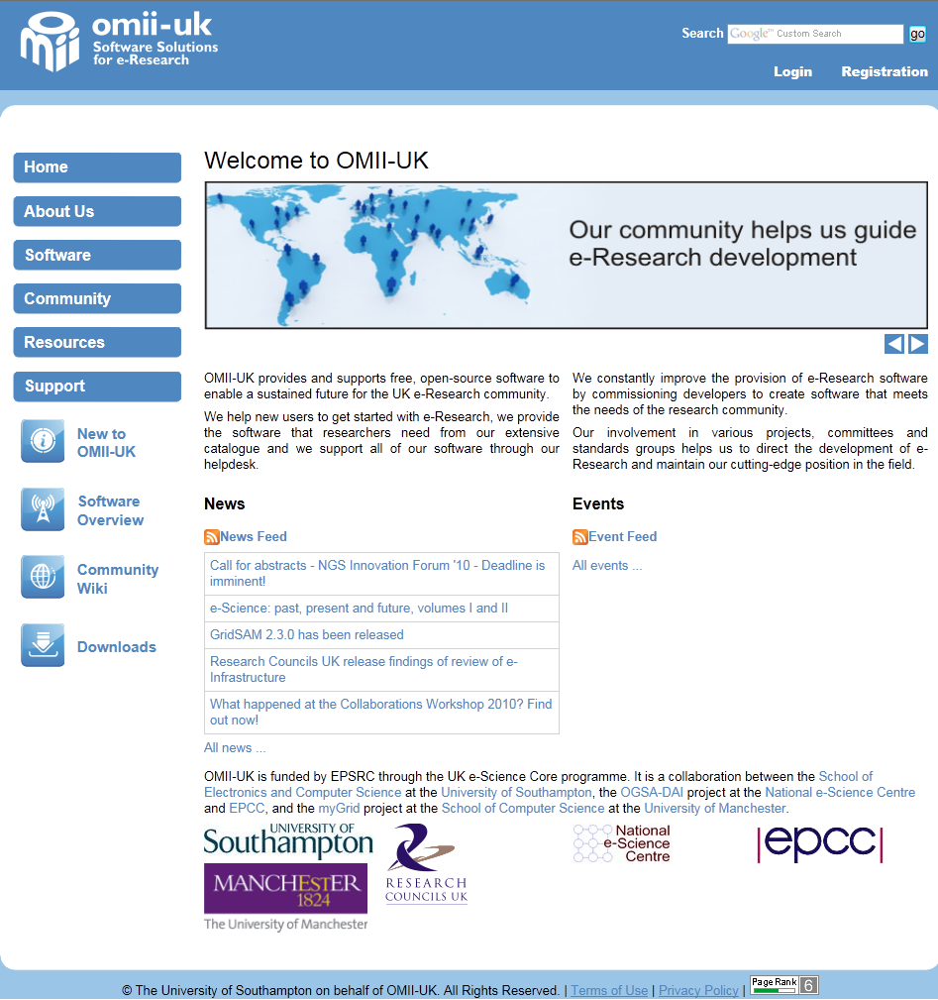 omii-uk
Software Solutions
for e-Research
Search Google™ Custom Search go
Login Registration
Home
About Us
Software
Community
Resources
Support
New to
OMII-UK
Software
Overview
Community
Wiki
Downloads
Welcome to OMII-UK
Our community helps us guide
e-Research development
OMII-UK provides and supports free, open-source software to
enable a sustained future for the UK e-Research community.
We help new users to get started with e-Research, we provide
the software that researchers need from our extensive
catalogue and we support all of our software through our
helpdesk.
We constantly improve the provision of e-Research software
by commissioning developers to create software that meets
the needs of the research community.
Our involvement in various projects, committees and
standards groups helps us to direct the development of e-
Research and maintain our cutting-edge position in the field.
News
News Feed
Call for abstracts - NGS Innovation Forum '10 - Deadline is
imminent!
e-Science: past, present and future, volumes I and II
GridSAM 2.3.0 has been released
Research Councils UK release findings of review of e-
Infrastructure
What happened at the Collaborations Workshop 2010? Find
out now!
All news ...
Events
Event Feed
All events ...
OMII-UK is funded by EPSRC through the UK e-Science Core programme. It is a collaboration between the School of
Electronics and Computer Science at the University of Southampton, the OGSA-DAI project at the National e-Science Centre
and EPCC, and the myGrid project at the School of Computer Science at the University of Manchester.
UNIVERSITY OF
Southampton
MANCHESTER
1824
The University of Manchester
RESEARCH
COUNCILS UK
National
e-Science
Centre
|epcc|
© The University of Southampton on behalf of OMII-UK. All Rights Reserved. | Terms of Use | Privacy Policy | Page Rank 6